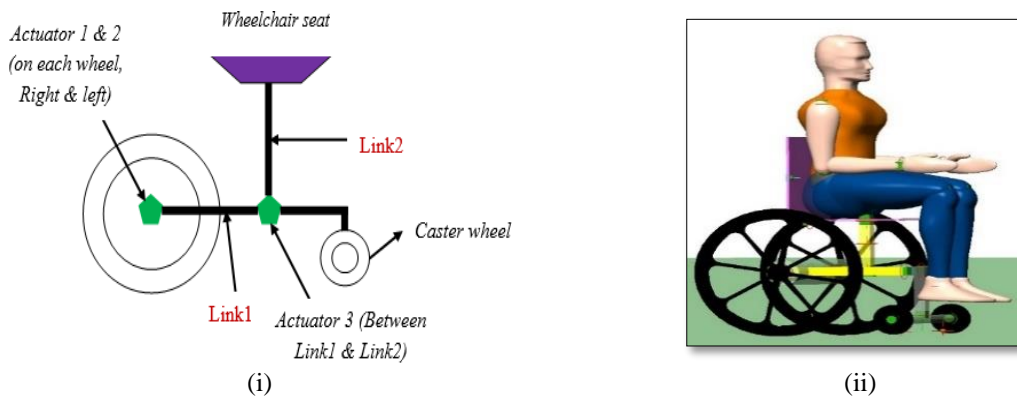 Wheelchair seat
Actuator 1 & 2
(on each wheel,
Right & left)
Link2
Caster wheel
Link1
Actuator 3 (Between
Link1 & Link2)
(i)
(ii)